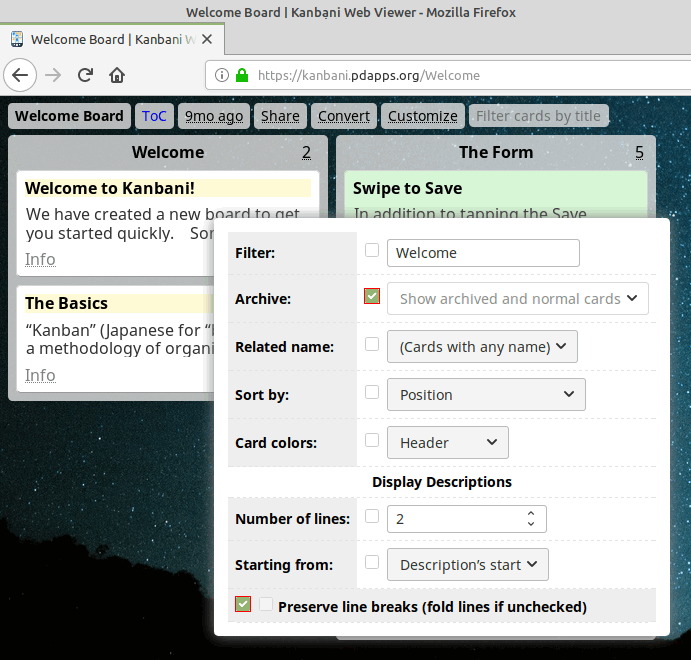 Welcome Board | Kanbani Web Viewer - Mozilla Firefox
Welcome Board | Kanbani W
https://kanbani.pdapps.org/Welcome
Welcome Board ToC 9mo ago Share Convert Customize Filter cards by title
Welcome 2
Welcome to Kanbani!
We have created a new board to get
you started quickly.
Info
The Basics
“Kanban” (Japanese for
a methodology of
Info
The Form 5
Swipe to Save
In addition to tapping the Save
Filter: Welcome
Archive: Show archived and normal cards
Related name: (Cards with any name)
Sort by: Position
Card colors: Header
Display Descriptions
Number of lines: 2
Starting from: Description’s start
Preserve line breaks (fold lines if unchecked)